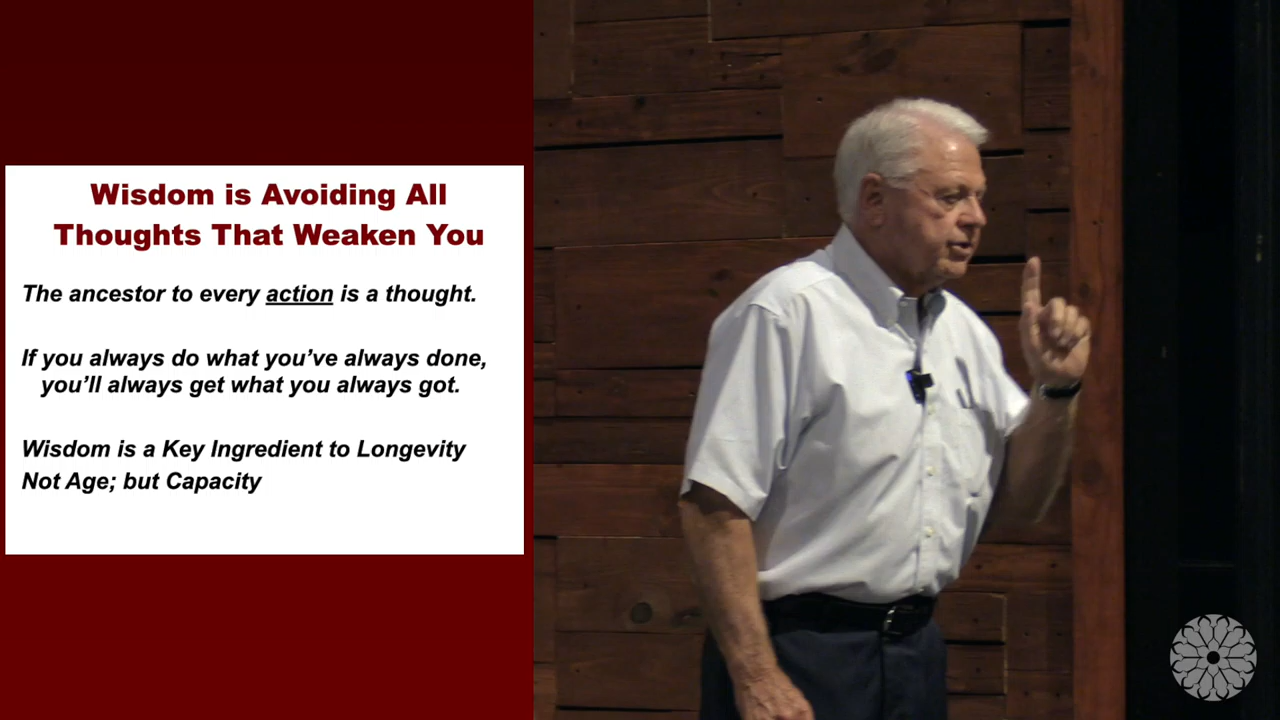 Wisdom is Avoiding All
Thoughts That Weaken You
The ancestor to every action is a thought.
If you always do what you’ve always done,
you’ll always get what you always got.
Wisdom is a Key Ingredient to Longevity
Not Age; but Capacity